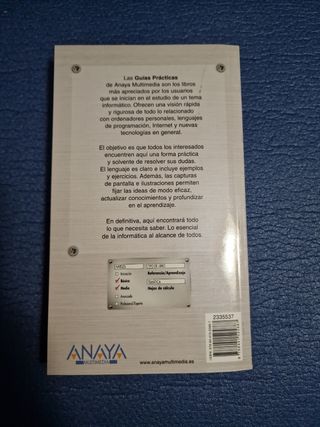 Las Guías Prácticas
de Anaya Multimedia son los libros
más apreciados por los usuarios
que se inician en el estudio de un tema
informático. Ofrecen una visión rápida
y rigurosa de todo lo relacionado
con ordenadores personales, lenguajes
de programación, Internet y nuevas
tecnologías en general.
El objetivo es que todos los interesados
encuentren aquí una forma práctica
y solvente de resolver sus dudas.
El lenguaje es claro e incluye ejemplos
y ejercicios. Además, las capturas
de pantalla e ilustraciones permiten
fijar las ideas de modo eficaz,
actualizar conocimientos y profundizar
en el aprendizaje.
En definitiva, aquí encontrará todo
lo que necesita saber. Lo esencial
de la informática al alcance de todos.
Iniciación
Referencia/Aprendizaje
Básico
Medio
Hojas de cálculo
Avanzado
Profesional/Experto
2335537
ANAYA
MULTIMEDIA
www.anayamultimedia.es